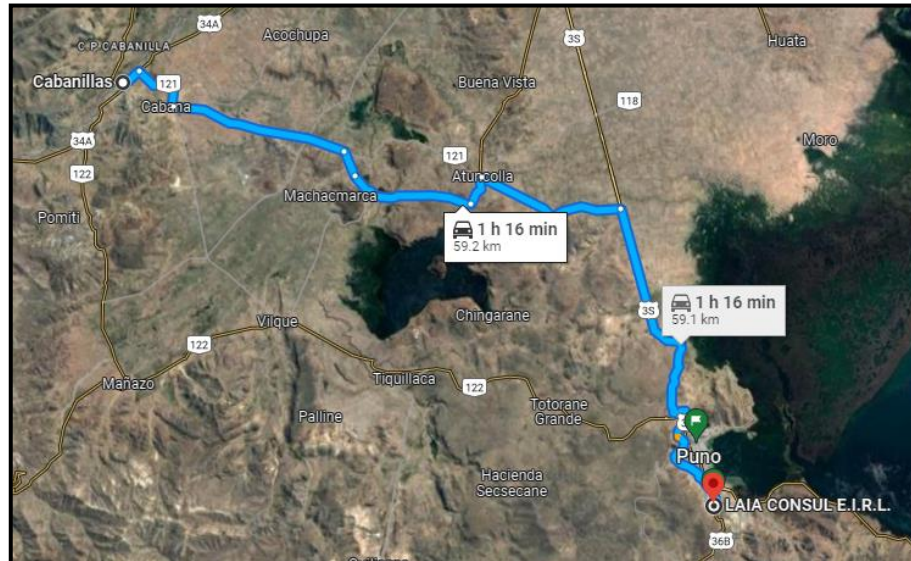 34A
Acochupa
3S
Huata
C.P. CABANILLA
Cabanillas
121
Buena Vista
118
Cabana
34A
121
Moro
122
Atuncolla
Machacmarca
Pomiti
1 h 16 min
59.2 km
1 h 16 min
59.1 km
3S
Chingarane
Vilque
122
Mañazo
Tiquillaca
122
Palline
Totorane
Grande
Puno
Hacienda
Secsecane
LAIA CONSUL E.I.R.L.
36B